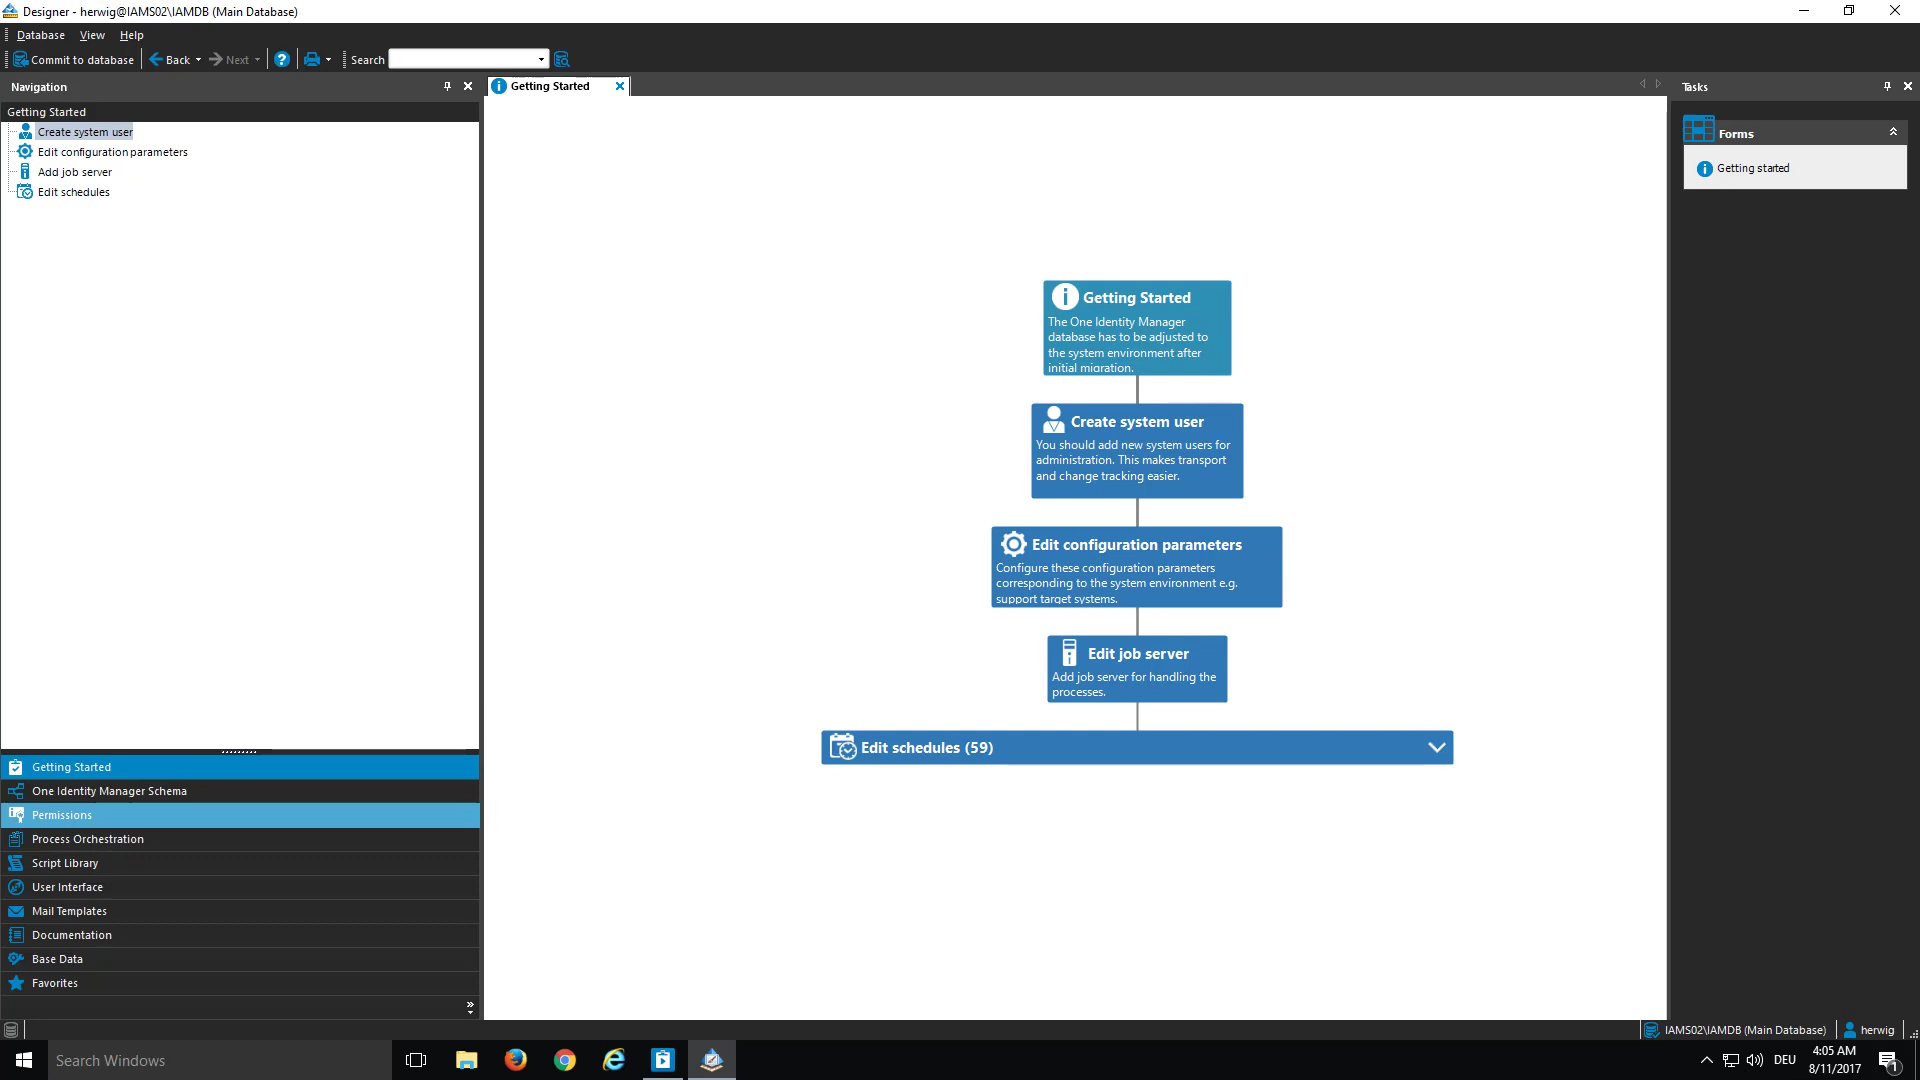 Designer - herwig@IAMS02\IAMDB (Main Database)
Database View Help
Commit to database Back Next ? Search
Navigation
Getting Started
Tasks
Getting Started
Create system user
Edit configuration parameters
Add job server
Edit schedules
Forms
Getting started
Getting Started
The One Identity Manager
database has to be adjusted to
the system environment after
initial migration.
Create system user
You should add new system users for
administration. This makes transport
and change tracking easier.
Edit configuration parameters
Configure these configuration parameters
corresponding to the system environment e.g.
support target systems.
Edit job server
Add job server for handling the
processes.
Edit schedules (59)
Getting Started
One Identity Manager Schema
Permissions
Process Orchestration
Script Library
User Interface
Mail Templates
Documentation
Base Data
Favorites
IAMS02\IAMDB (Main Database) herwig
Search Windows
DEU
4:05 AM
8/11/2017
1